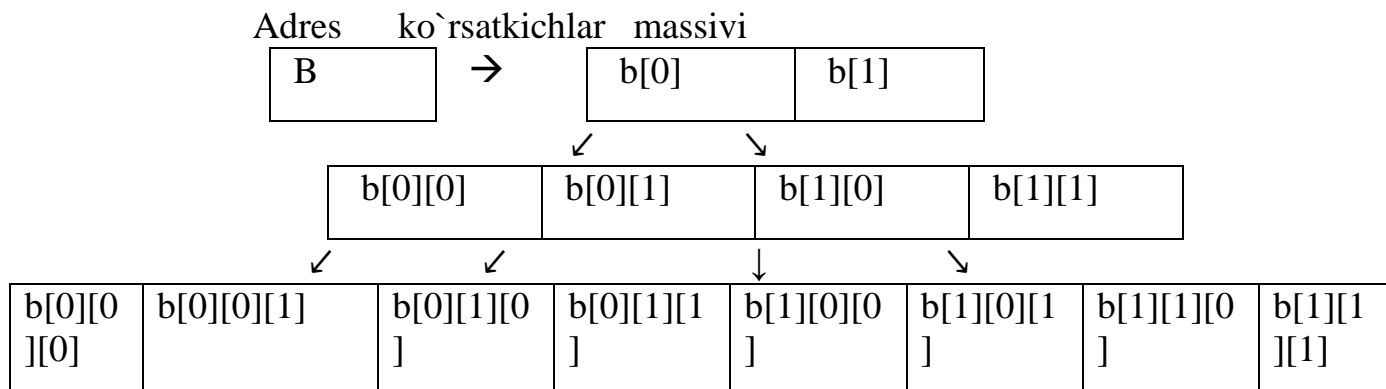 Adres ko`rsatkichlar massivi
B → b[0] b[1]
↙ ↘
b[0][0] b[0][1] b[1][0] b[1][1]
↙ ↙ ↓ ↘
b[0][0 b[0][0][1] b[0][1][0 b[0][1][1 b[1][0][0 b[1][0][1 b[1][1][0 b[1][1
][0] ] ] ] ] ] ][1]